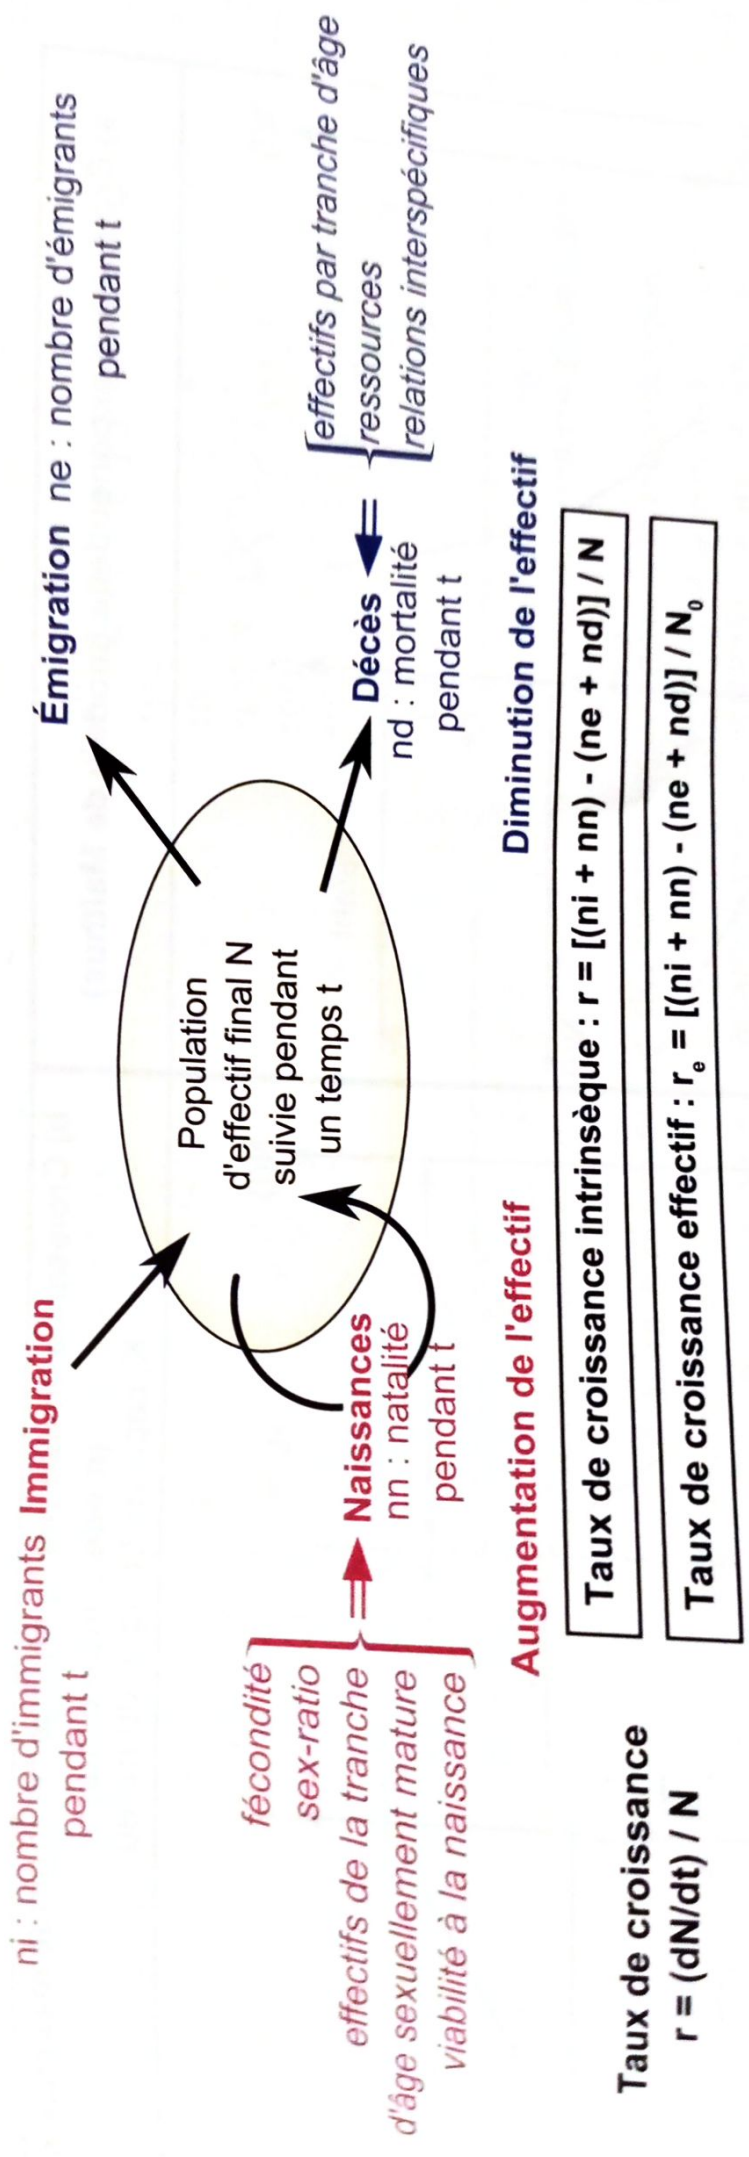 ni : nombre d'immigrants Immigration
pendant t
Émigration ne : nombre d'émigrants
pendant t
Population
d'effectif final N
suivie pendant
un temps t
fécondité
sex-ratio
effectifs de la tranche
d'âge sexuellement mature
viabilité à la naissance
Naissances
nn : natalité
pendant t
Décès
nd : mortalité
pendant t
effectifs par tranche d'âge
ressources
relations interspécifiques
Augmentation de l'effectif
Diminution de l'effectif
Taux de croissance
r = (dN/dt) / N
Taux de croissance intrinsèque : r = [(ni + nn) - (ne + nd)] / N
Taux de croissance effectif : rₑ = [(ni + nn) - (ne + nd)] / N₀